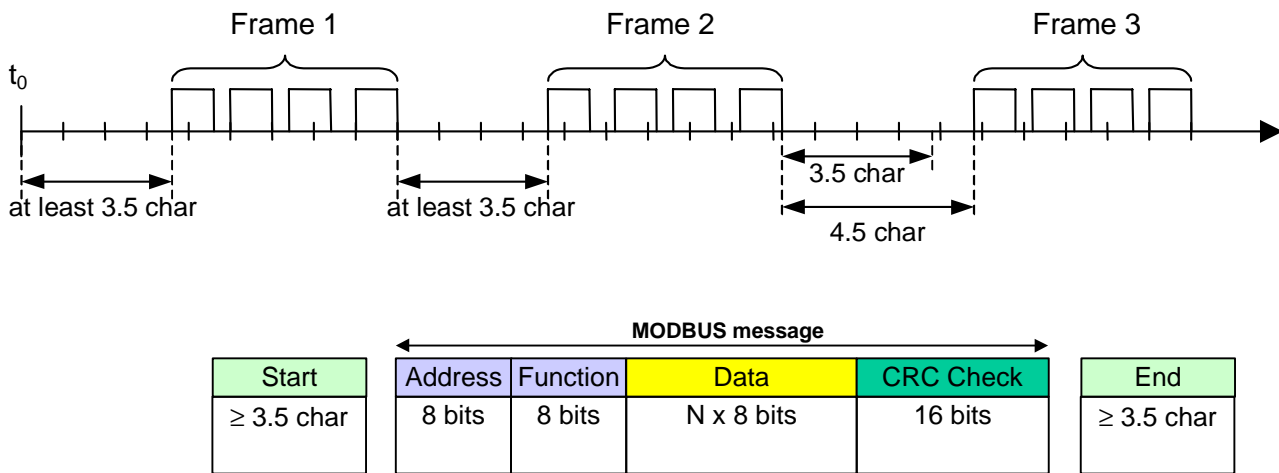 Frame 1 Frame 2 Frame 3
t0
3.5 char
at least 3.5 char at least 3.5 char
4.5 char
MODBUS message
Start Address Function Data CRC Check End
≥ 3.5 char 8 bits 8 bits N x 8 bits 16 bits ≥ 3.5 char